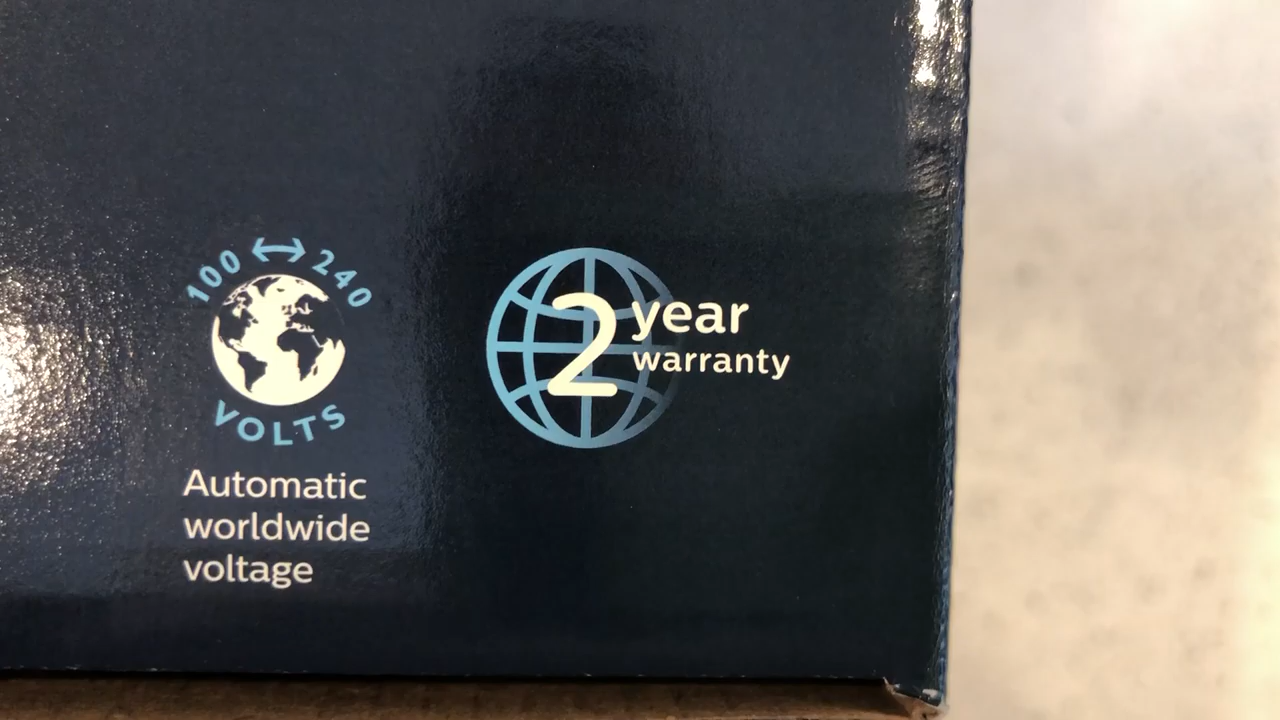 100 ↔ 240
VOLTS
Automatic
worldwide
voltage
2 year
warranty